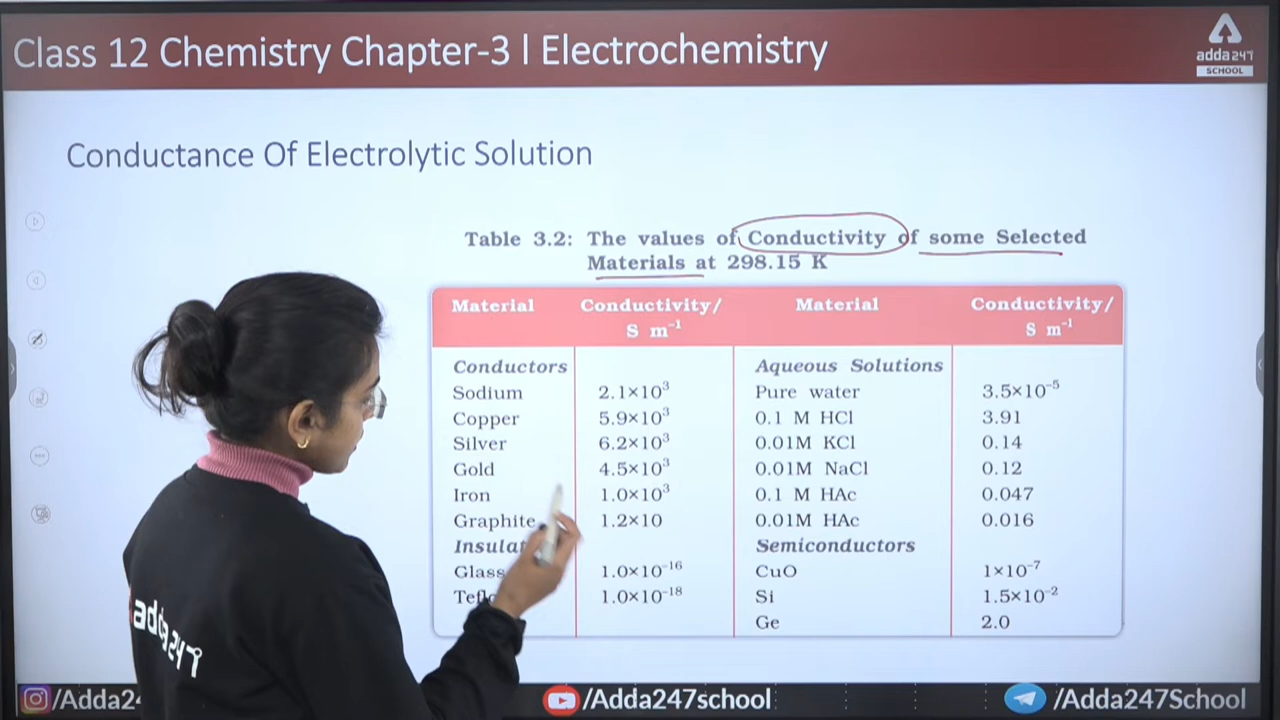 Class 12 Chemistry Chapter-3 l Electrochemistry
adda247
SCHOOL
Conductance Of Electrolytic Solution
Table 3.2: The values of Conductivity of some Selected
Materials at 298.15 K
Material Conductivity/ S m⁻¹ Material Conductivity/ S m⁻¹
Conductors Aqueous Solutions
Sodium 2.1×10³ Pure water 3.5×10⁻⁵
Copper 5.9×10³ 0.1 M HCl 3.91
Silver 6.2×10³ 0.01M KCl 0.14
Gold 4.5×10³ 0.01M NaCl 0.12
Iron 1.0×10³ 0.1 M HAc 0.047
Graphite 1.2×10 0.01M HAc 0.016
Semiconductors
Glass 1.0×10⁻¹⁶ CuO 1×10⁻⁷
1.0×10⁻¹⁸ Si 1.5×10⁻²
Ge 2.0
adda247
/Adda24 /Adda247school /Adda247School